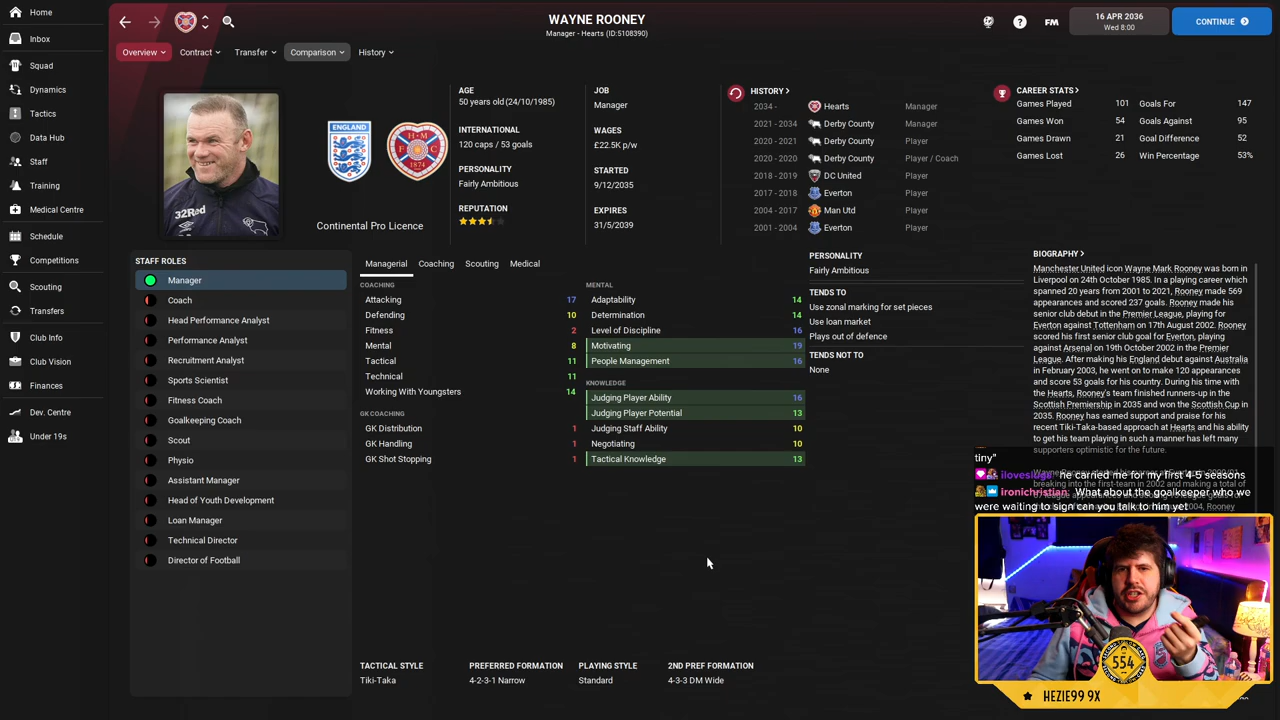 Home
Inbox
Squad
Dynamics
Tactics
Data Hub
Staff
Training
Medical Centre
Schedule
Competitions
Scouting
Transfers
Club Info
Club Vision
Finances
Dev. Centre
Under 19s
WAYNE ROONEY
Manager - Hearts (ID:5108390)
FM
16 APR 2036
Wed 8:00
CONTINUE
Overview
Contract
Transfer
Comparison
History
32Red
ENGLAND
H M
F C
1874
Continental Pro Licence
AGE
50 years old (24/10/1985)
INTERNATIONAL
120 caps / 53 goals
PERSONALITY
Fairly Ambitious
REPUTATION
JOB
Manager
WAGES
£22.5K p/w
STARTED
9/12/2035
EXPIRES
31/5/2039
HISTORY
2034 - Hearts Manager
2021 - 2034 Derby County Manager
2020 - 2021 Derby County Player
2020 - 2020 Derby County Player / Coach
2018 - 2019 DC United Player
2017 - 2018 Everton Player
2004 - 2017 Man Utd Player
2001 - 2004 Everton Player
CAREER STATS
Games Played 101 Goals For 147
Games Won 54 Goals Against 95
Games Drawn 21 Goal Difference 52
Games Lost 26 Win Percentage 53%
STAFF ROLES
Manager
Coach
Head Performance Analyst
Performance Analyst
Recruitment Analyst
Sports Scientist
Fitness Coach
Goalkeeping Coach
Scout
Physio
Assistant Manager
Head of Youth Development
Loan Manager
Technical Director
Director of Football
Managerial
Coaching
Scouting
Medical
COACHING
Attacking 17
Defending 10
Fitness 2
Mental 8
Tactical 11
Technical 11
Working With Youngsters 14
GK COACHING
GK Distribution 1
GK Handling 1
GK Shot Stopping 1
MENTAL
Adaptability 14
Determination 14
Level of Discipline 16
Motivating 19
People Management 16
KNOWLEDGE
Judging Player Ability 16
Judging Player Potential 13
Judging Staff Ability 10
Negotiating 10
Tactical Knowledge 13
PERSONALITY
Fairly Ambitious
TENDS TO
Use zonal marking for set pieces
Use loan market
Plays out of defence
TENDS NOT TO
None
BIOGRAPHY
Manchester United icon Wayne Mark Rooney was born in
Liverpool on 24th October 1985. In a playing career which
spanned 20 years from 2001 to 2021, Rooney made 569
appearances and scored 237 goals. Rooney made his
senior club debut in the Premier League, playing for
Everton against Tottenham on 17th August 2002. Rooney
scored his first senior club goal for Everton, playing
against Arsenal on 19th October 2002 in the Premier
League. After making his England debut against Australia
in February 2003, he went on to make 120 appearances
and score 53 goals for his country. During his time with
the Hearts, Rooney's team finished runners-up in the
Scottish Premiership in 2035 and won the Scottish Cup in
2035. Rooney has earned support and praise for his
recent Tiki-Taka-based approach at Hearts and his ability
to get his team playing in such a manner has left many
supporters optimistic for the future.
tiny"
iloveslugs: he carried me for my first 4-5 seasons
ironichristian: What about the goalkeeper who we
were waiting to sign can you talk to him yet
TACTICAL STYLE
Tiki-Taka
PREFERRED FORMATION
4-2-3-1 Narrow
PLAYING STYLE
Standard
2ND PREF FORMATION
4-3-3 DM Wide
554
HEZIE99 9X